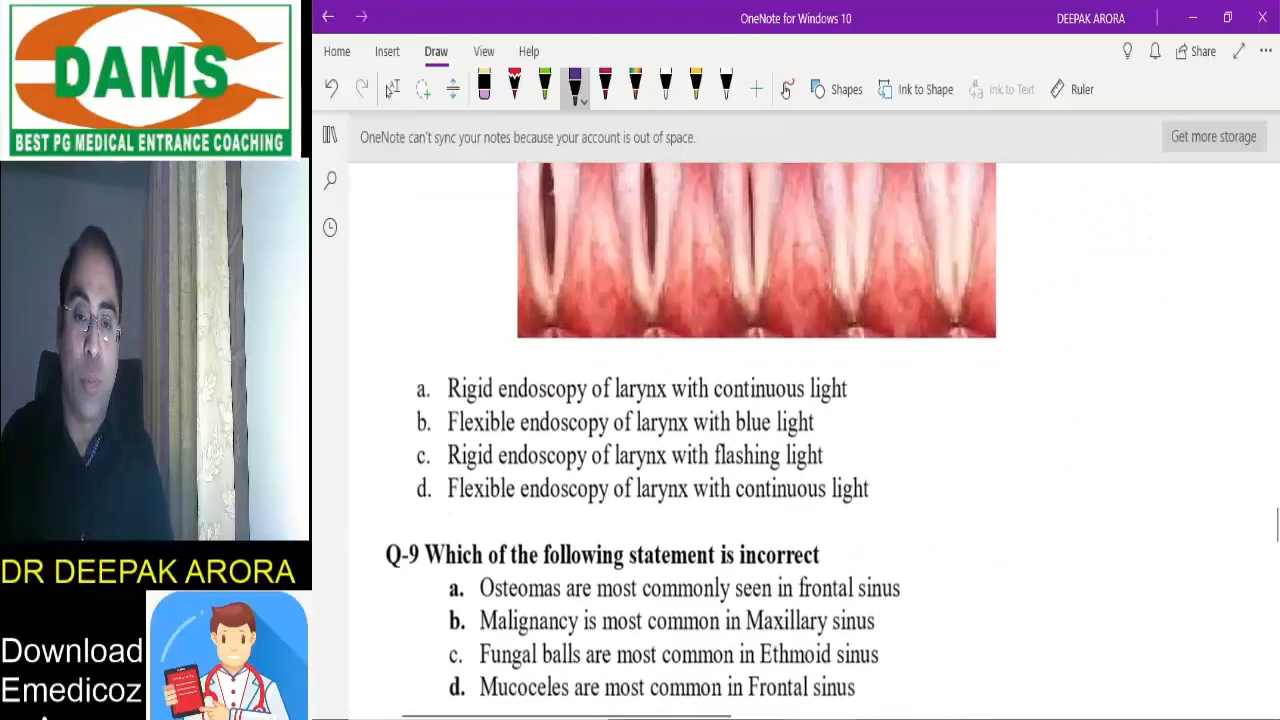 DAMS
BEST PG MEDICAL ENTRANCE COACHING
OneNote for Windows 10
DEEPAK ARORA
Home Insert Draw View Help
Share
Shapes Ink to Shape Ink to Text Ruler
OneNote can't sync your notes because your account is out of space.
Get more storage
a. Rigid endoscopy of larynx with continuous light
b. Flexible endoscopy of larynx with blue light
c. Rigid endoscopy of larynx with flashing light
d. Flexible endoscopy of larynx with continuous light
Q-9 Which of the following statement is incorrect
a. Osteomas are most commonly seen in frontal sinus
b. Malignancy is most common in Maxillary sinus
c. Fungal balls are most common in Ethmoid sinus
d. Mucoceles are most common in Frontal sinus
DR DEEPAK ARORA
Download
Emedicoz